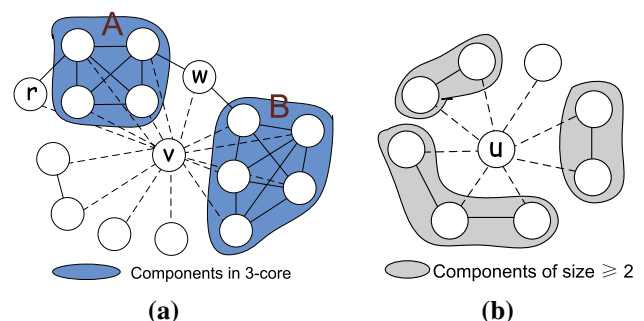 A
B
r
w
v
u
Components in 3-core
Components of size ⩾ 2
(a)
(b)